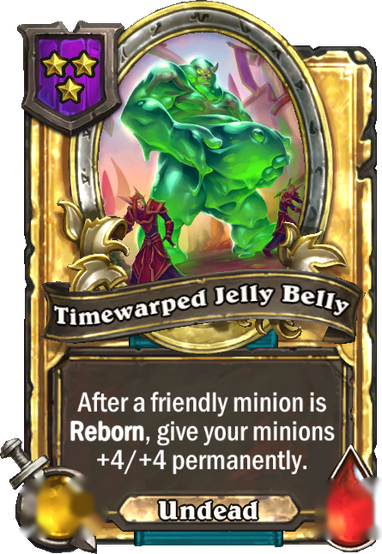 Timewarped Jelly Belly
After a friendly minion is
Reborn, give your minions
+4/+4 permanently.
Undead